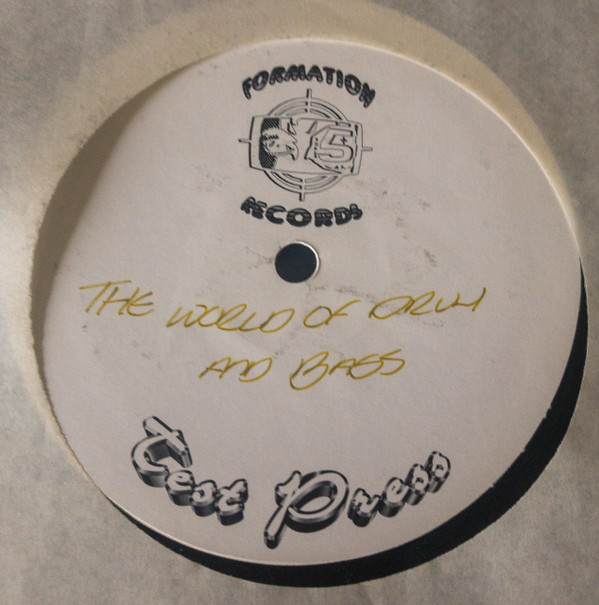 FORMATION
RECORDS
THE WORLD OF DRUM
AND BASS
Test Press